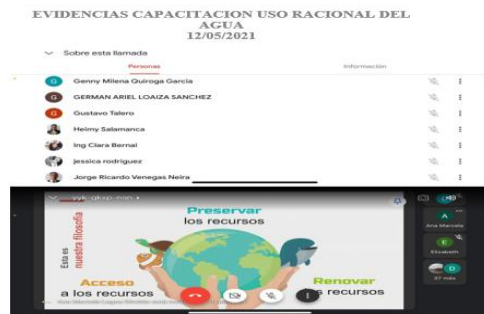 EVIDENCIAS CAPACITACION USO RACIONAL DEL
AGUA
12/05/2021
Sobre esta llamada
Personas
Información
G Genny Milena Quiroga Garcia
G GERMAN ARIEL LOAIZA SANCHEZ
G Gustavo Talero
Heimy Salamanca
Ing Clara Bernal
jessica rodriguez
Jorge Ricardo Venegas Neira
Preservar
los recursos
Esta es
nuestra filosofía
Acceso
a los recursos
Renovar
recursos
A
Ana Marcela
E
Elizabeth
D
37 más